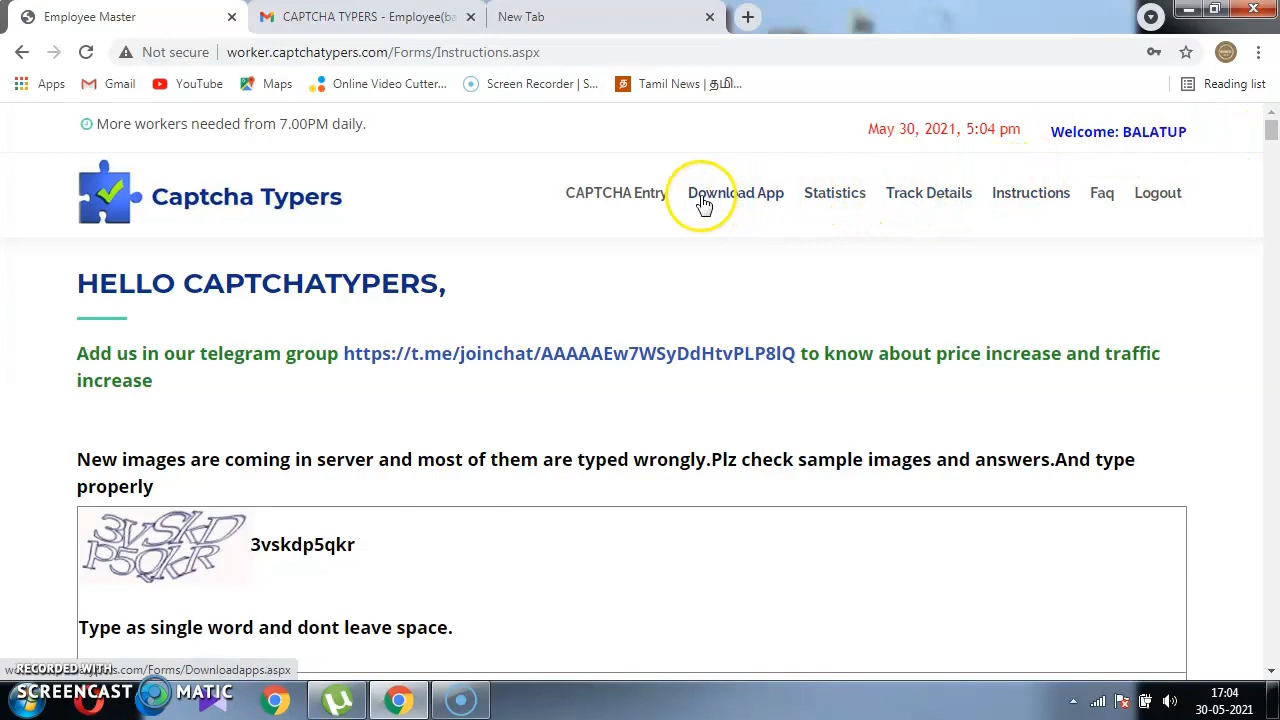 Employee Master
CAPTCHA TYPERS - Employee(ba
New Tab
Not secure
worker.captchatypers.com/Forms/Instructions.aspx
Apps
Gmail
YouTube
Maps
Online Video Cutter...
Screen Recorder | S...
Tamil News | தமி...
Reading list
More workers needed from 7.00PM daily.
May 30, 2021, 5:04 pm
Welcome: BALATUP
Captcha Typers
CAPTCHA Entry
Download App
Statistics
Track Details
Instructions
Faq
Logout
HELLO CAPTCHATYPERS,
Add us in our telegram group https://t.me/joinchat/AAAAAEw7WSyDdHtvPLP8lQ to know about price increase and traffic
increase
New images are coming in server and most of them are typed wrongly.Plz check sample images and answers.And type
properly
3VSKD
P5QKR
3vskdp5qkr
Type as single word and dont leave space.
RECORDED WITH
SCREENCAST MATIC
17:04
30-05-2021